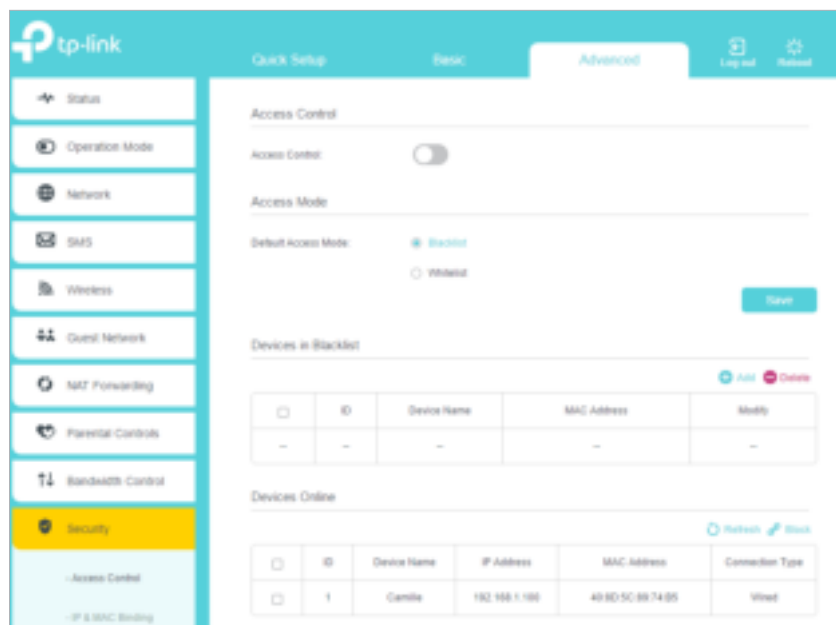 tp-link
Quick Setup Basic Advanced Log out Reboot
Status
Operation Mode
Network
SMS
Wireless
Guest Network
NAT Forwarding
Parental Controls
Bandwidth Control
Security
- Access Control
- IP & MAC Binding
Access Control
Access Control:
Access Mode
Default Access Mode: Blacklist
Whitelist
Save
Devices in Blacklist
Add Delete
ID Device Name MAC Address Modify
-- -- -- -- --
Devices Online
Refresh Block
ID Device Name IP Address MAC Address Connection Type
1 Camille 192.168.1.100 Wired